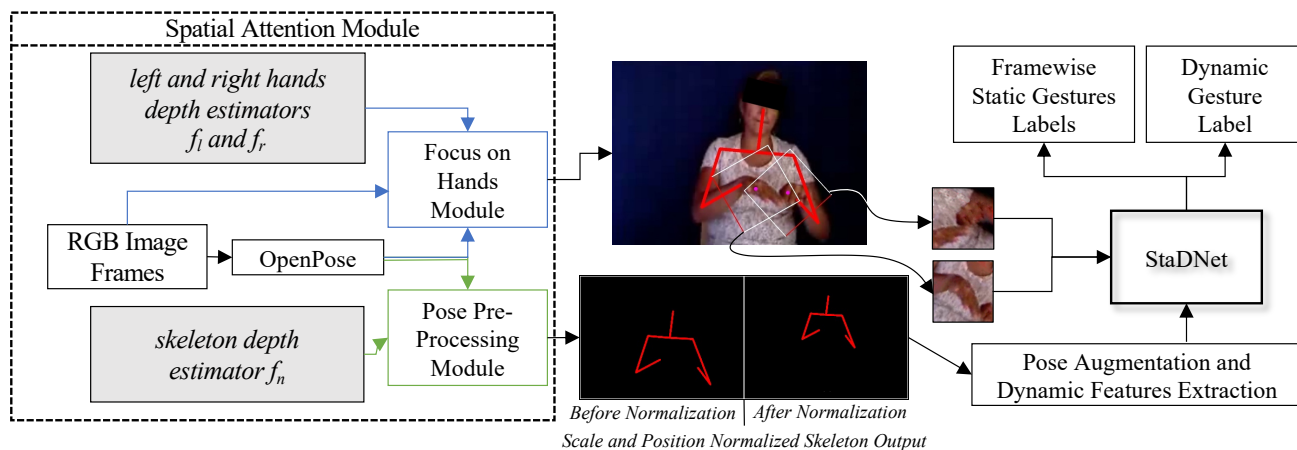 Spatial Attention Module
left and right hands
depth estimators
f_l and f_r
Focus on
Hands
Module
RGB Image
Frames
OpenPose
skeleton depth
estimator f_n
Pose Pre-
Processing
Module
Before Normalization
After Normalization
Scale and Position Normalized Skeleton Output
Framewise
Static Gestures
Labels
Dynamic
Gesture
Label
StaDNet
Pose Augmentation and
Dynamic Features Extraction